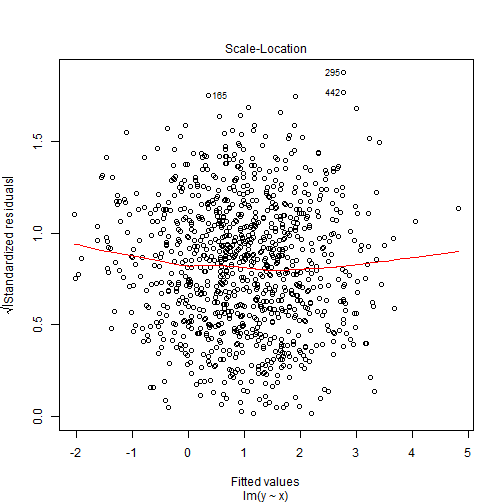 Scale-Location
295
442
165
√|Standardized residuals|
1.5
1.0
0.5
0.0
-2 -1 0 1 2 3 4 5
Fitted values
lm(y ~ x)